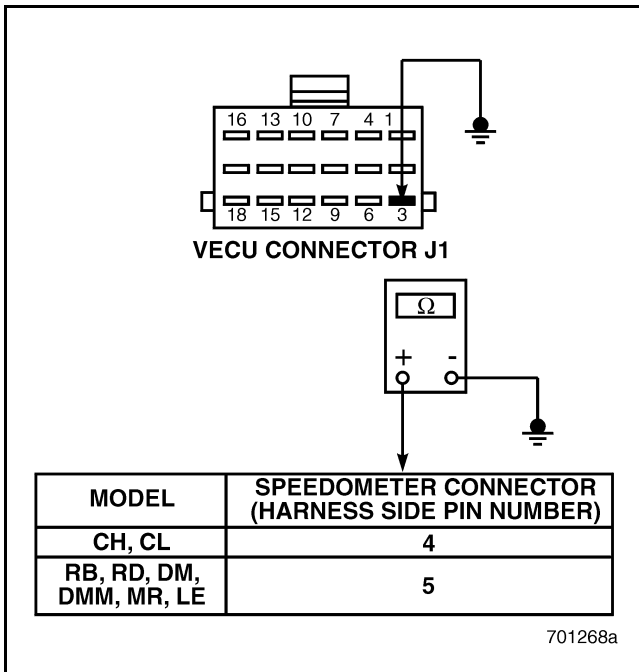 16 13 10 7 4 1
18 15 12 9 6 3
VECU CONNECTOR J1
Ω
+ -
MODEL
SPEEDOMETER CONNECTOR
(HARNESS SIDE PIN NUMBER)
CH, CL
4
RB, RD, DM,
DMM, MR, LE
5
701268a